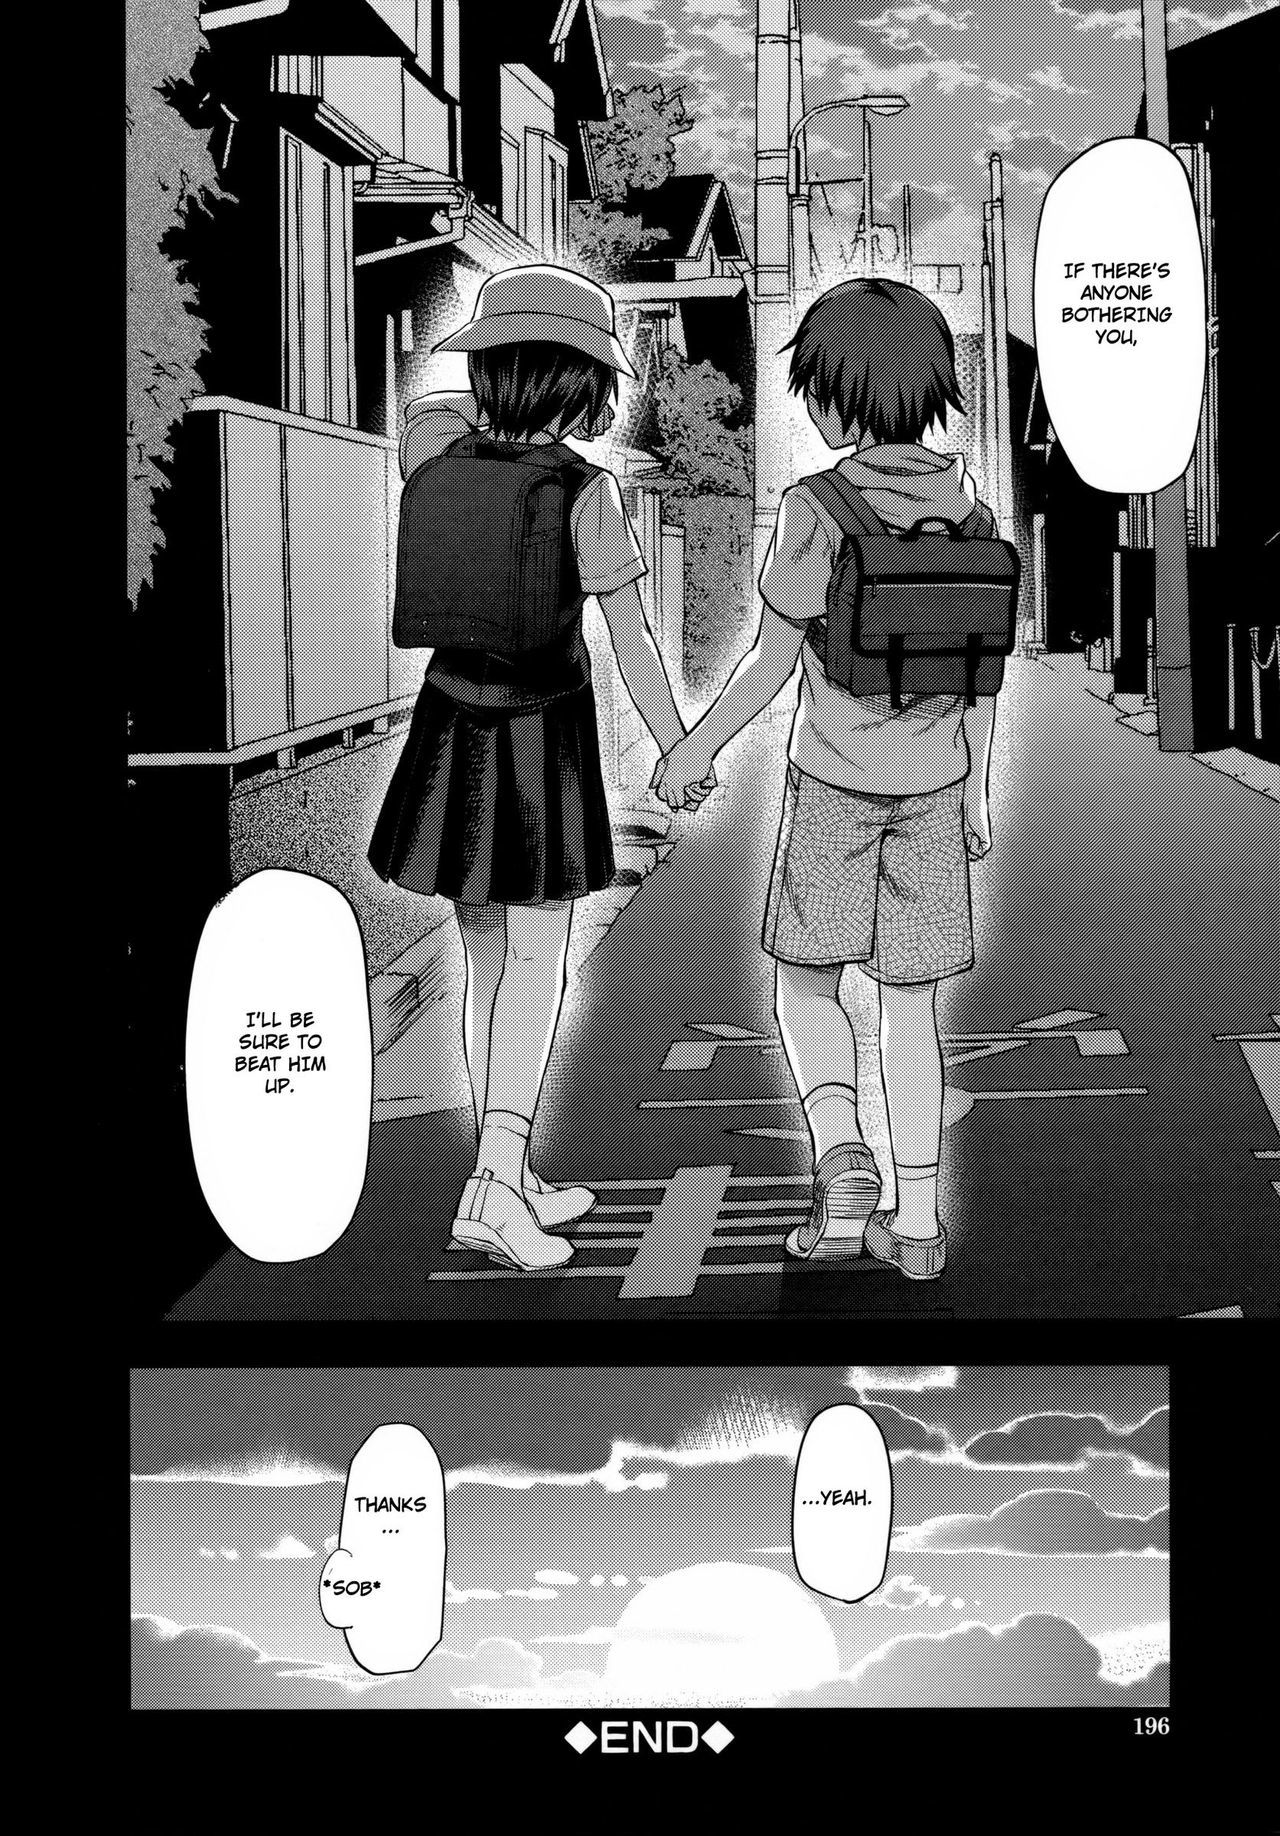 IF THERE'S
ANYONE
BOTHERING
YOU,
I'LL BE
SURE TO
BEAT HIM
UP.
...YEAH.
THANKS
...
*SOB*
◆END◆
196